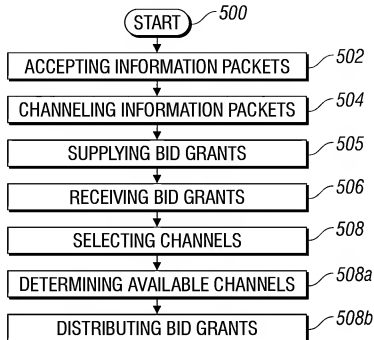 START 500
ACCEPTING INFORMATION PACKETS 502
CHANNELING INFORMATION PACKETS 504
SUPPLYING BID GRANTS 505
RECEIVING BID GRANTS 506
SELECTING CHANNELS 508
DETERMINING AVAILABLE CHANNELS 508a
DISTRIBUTING BID GRANTS 508b